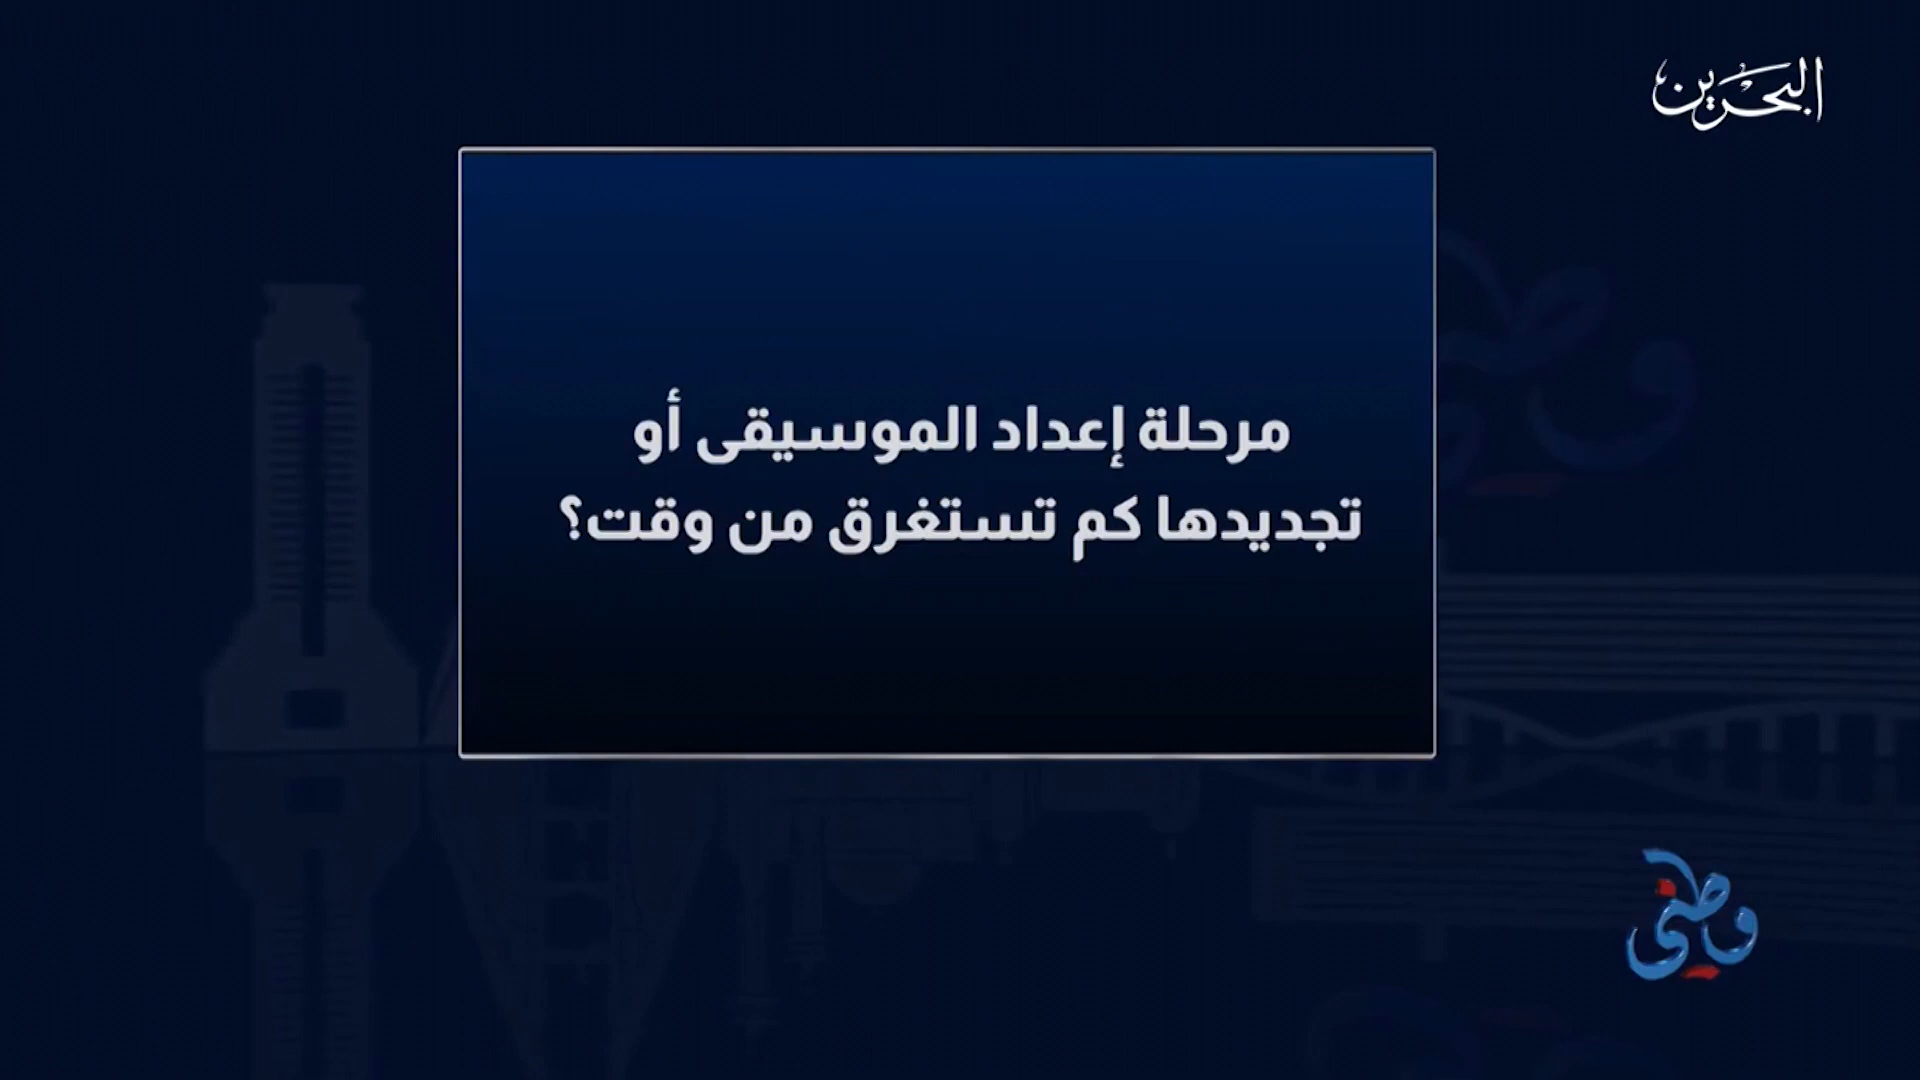 البحرين
مرحلة إعداد الموسيقى أو
تجديدها كم تستغرق من وقت؟
وطني